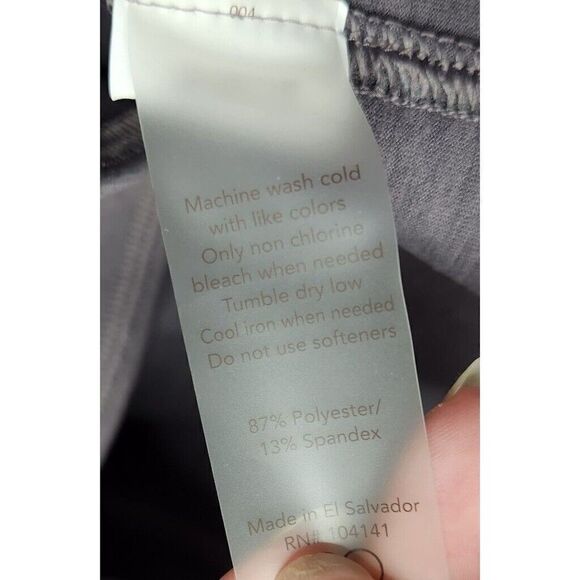 004
Machine wash cold
with like colors
Only non chlorine
bleach when needed
Tumble dry low
Cool iron when needed
Do not use softeners
87% Polyester/
13% Spandex
Made in El Salvador
RN# 104141